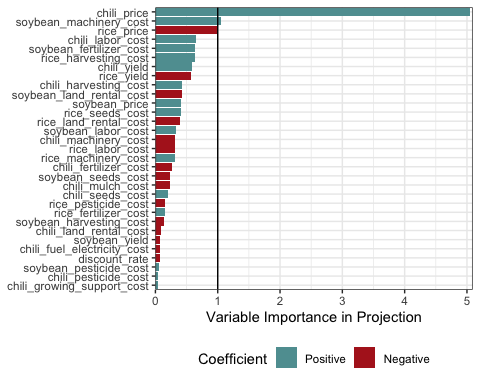 chili_price
soybean_machinery_cost
rice_price
chili_labor_cost
soybean_fertilizer_cost
rice_harvesting_cost
chili_yield
rice_yield
chili_harvesting_cost
soybean_land_rental_cost
soybean_price
rice_seeds_cost
rice_land_rental_cost
soybean_labor_cost
chili_machinery_cost
rice_labor_cost
rice_machinery_cost
chili_fertilizer_cost
soybean_seeds_cost
chili_mulch_cost
chili_seeds_cost
rice_pesticide_cost
rice_fertilizer_cost
soybean_harvesting_cost
chili_land_rental_cost
soybean_yield
chili_fuel_electricity_cost
discount_rate
soybean_pesticide_cost
chili_pesticide_cost
chili_growing_support_cost
0 1 2 3 4 5
Variable Importance in Projection
Coefficient Positive Negative